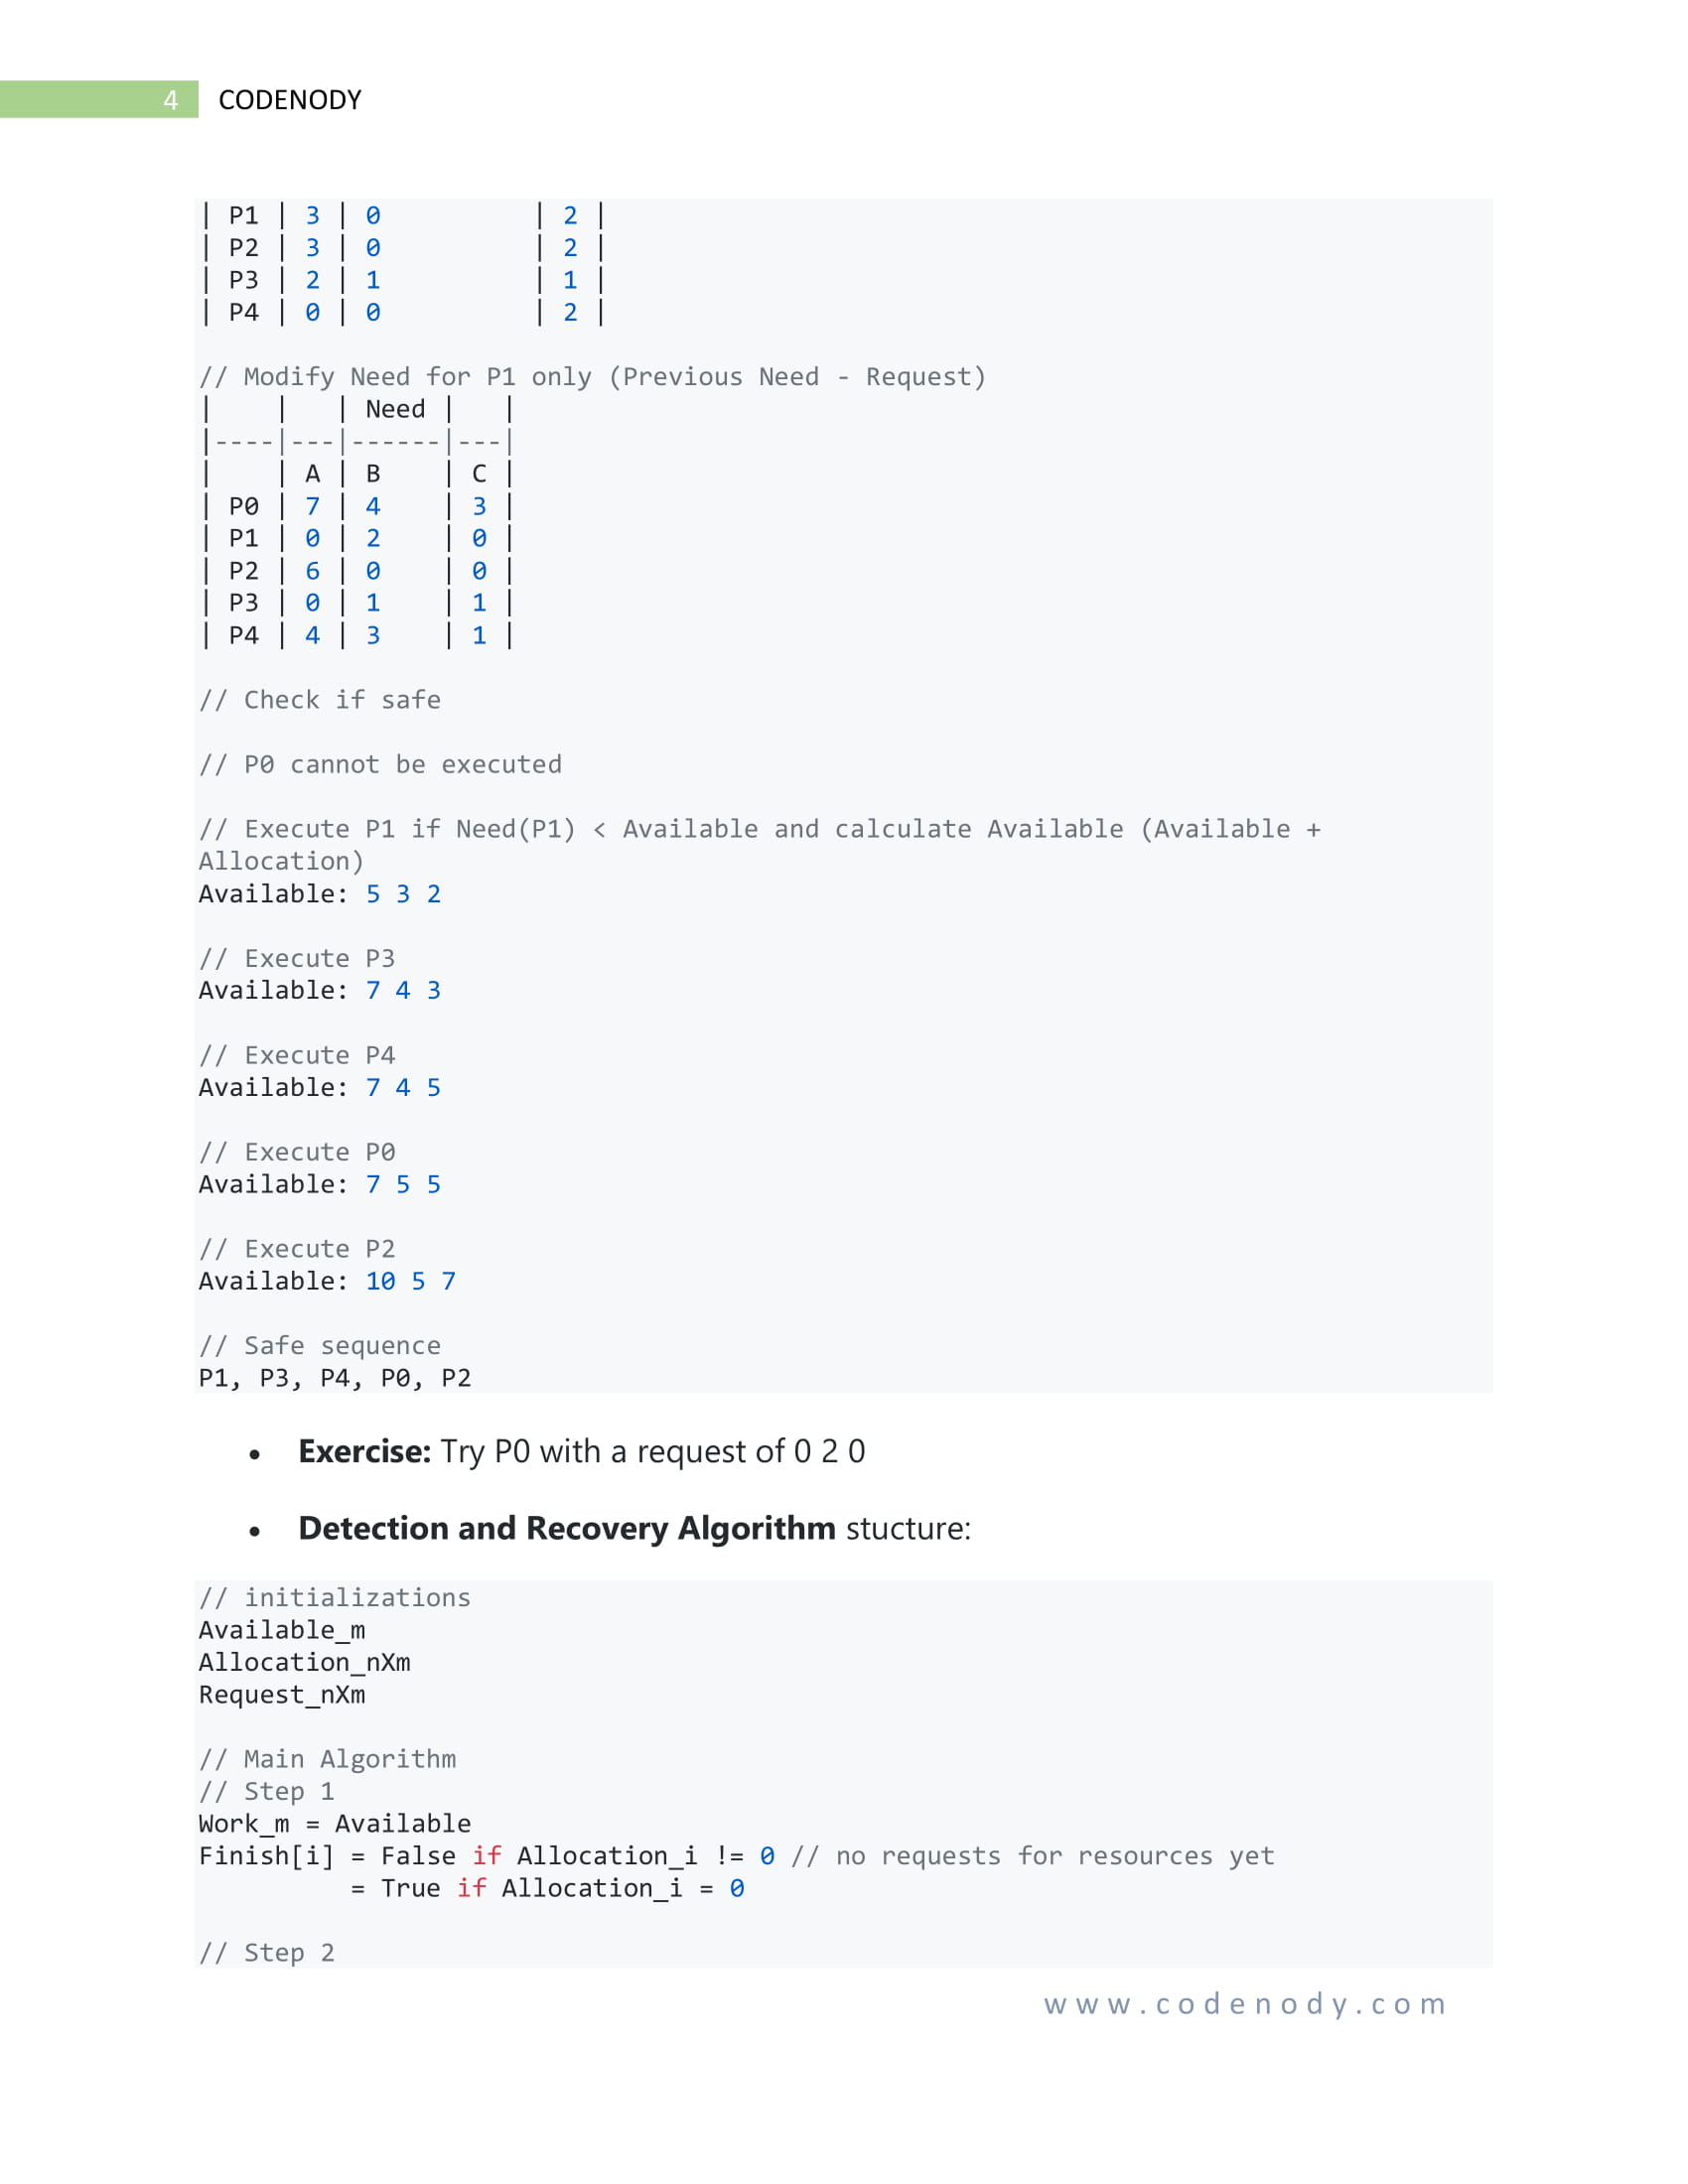 4 CODENODY
| P1 | 3 | 0 | 2 |
| P2 | 3 | 0 | 2 |
| P3 | 2 | 1 | 1 |
| P4 | 0 | 0 | 2 |
// Modify Need for P1 only (Previous Need - Request)
| | | Need | |
|----|---|------|---|
| | A | B | C |
| P0 | 7 | 4 | 3 |
| P1 | 0 | 2 | 0 |
| P2 | 6 | 0 | 0 |
| P3 | 0 | 1 | 1 |
| P4 | 4 | 3 | 1 |
// Check if safe
// P0 cannot be executed
// Execute P1 if Need(P1) < Available and calculate Available (Available +
Allocation)
Available: 5 3 2
// Execute P3
Available: 7 4 3
// Execute P4
Available: 7 4 5
// Execute P0
Available: 7 5 5
// Execute P2
Available: 10 5 7
// Safe sequence
P1, P3, P4, P0, P2
• Exercise: Try P0 with a request of 0 2 0
• Detection and Recovery Algorithm stucture:
// initializations
Available_m
Allocation_nXm
Request_nXm
// Main Algorithm
// Step 1
Work_m = Available
Finish[i] = False if Allocation_i != 0 // no requests for resources yet
= True if Allocation_i = 0
// Step 2
www.codenody.com